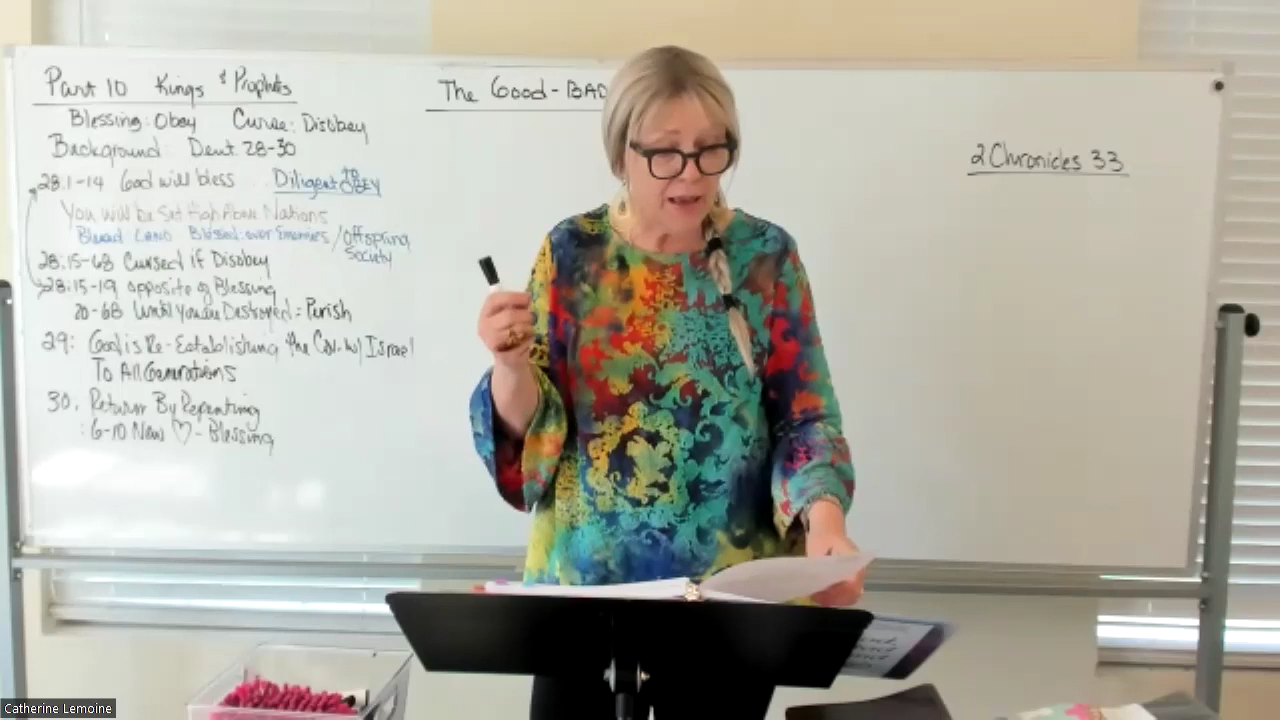 Part 10 Kings & Prophets
Blessing: Obey Curse: Disobey
Background: Deut. 28-30
28:1-14 God will bless... Diligent to OBEY
You will be Set High Above Nations
Blessed Land Blessed over Enemies / Offspring
Society
28:15-68 Cursed if Disobey
28:15-19 opposite of Blessing
20-68 Until You are Destroyed = Perish
29: God is Re-Establishing the Cov. w/ Israel
To All Generations
30. Return By Repenting
: 6-10 New ♡ - Blessing
The Good - BAD
2 Chronicles 33
Catherine Lemoine